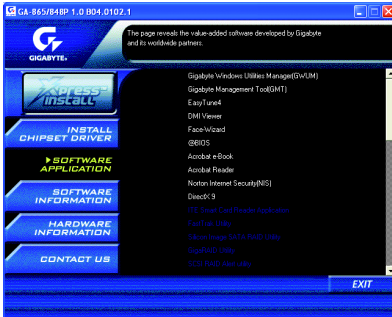 GA-865/848P 1.0 B04.0102.1
The page reveals the value-added software developed by Gigabyte
and its worldwide partners.
GIGABYTE
Xpress
INSTALL
Gigabyte Windows Utilities Manager(GWUM)
Gigabyte Management Tool(GMT)
EasyTune4
DMI Viewer
Face-Wizard
@BIOS
Acrobat e-Book
Acrobat Reader
Norton Internet Security(NIS)
DirectX 9
INSTALL
CHIPSET DRIVER
SOFTWARE
APPLICATION
SOFTWARE
INFORMATION
HARDWARE
INFORMATION
CONTACT US
EXIT